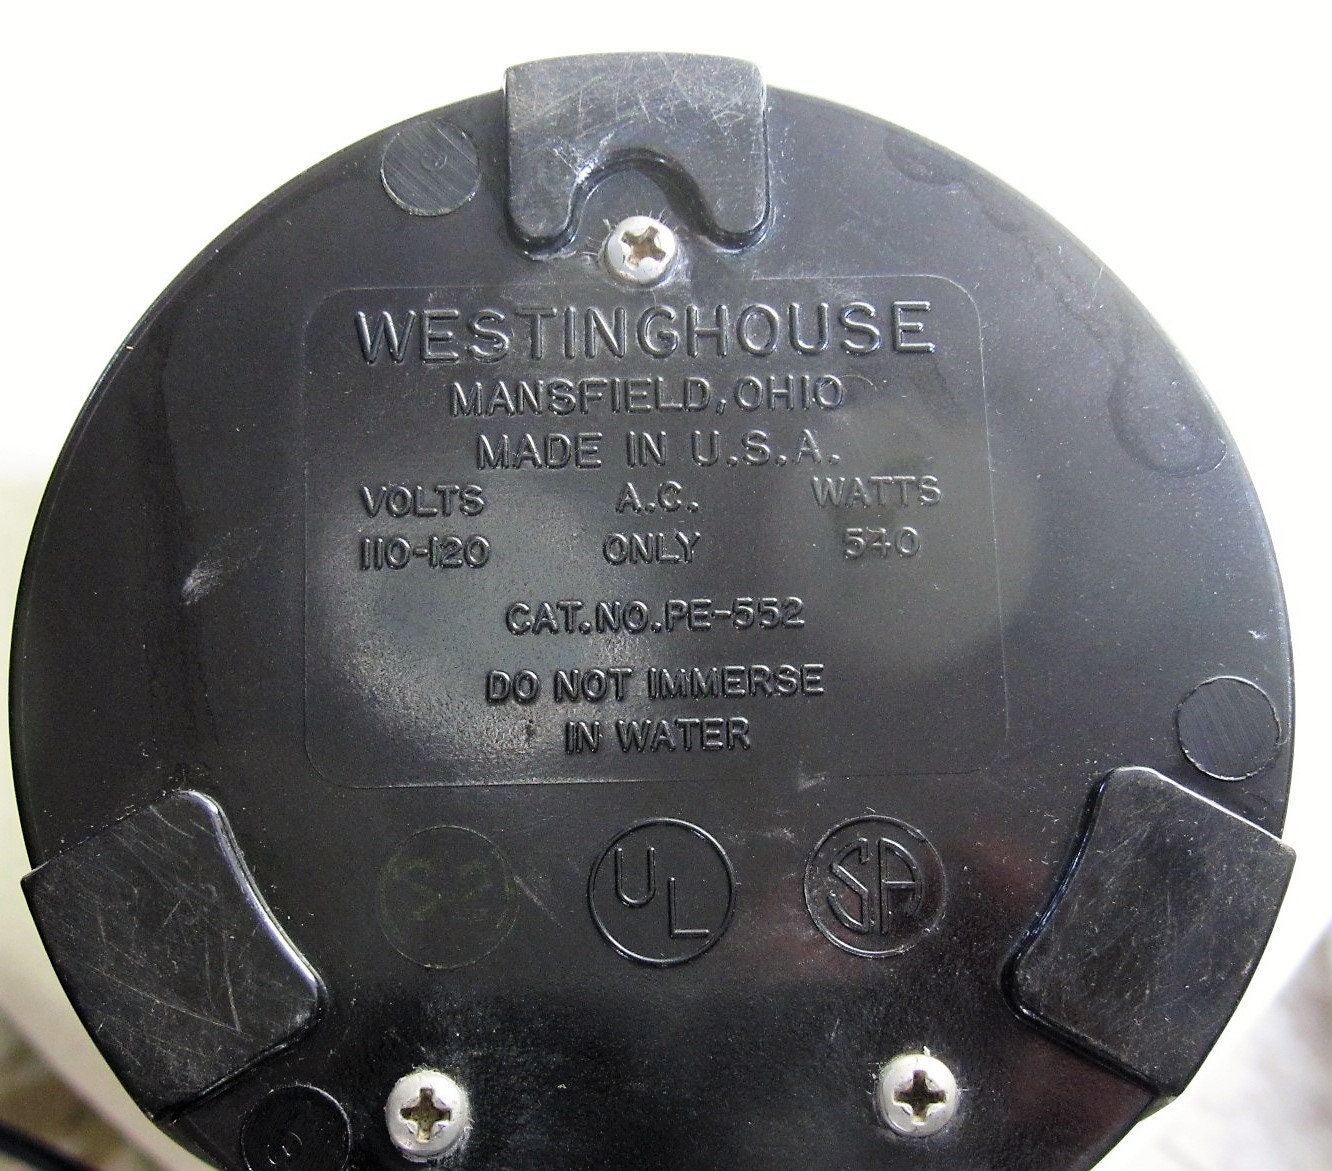 WESTINGHOUSE
MANSFIELD, OHIO
MADE IN U.S.A.
VOLTS A.C. WATTS
110-120 ONLY 540
CAT. NO. PE-552
DO NOT IMMERSE
IN WATER
UL SA